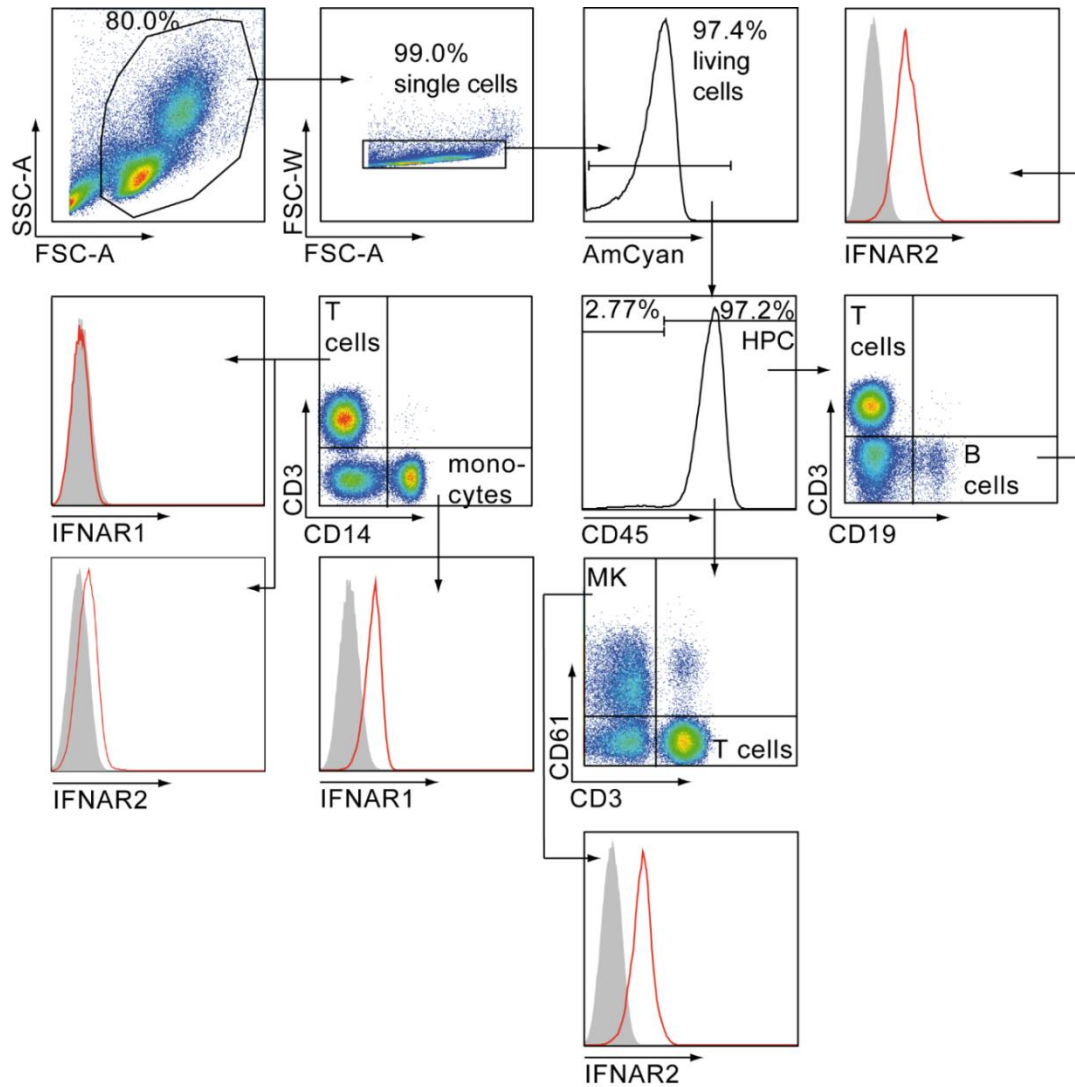 80.0%
SSC-A
FSC-A
99.0%
single cells
FSC-W
FSC-A
97.4%
living
cells
AmCyan
IFNAR2
IFNAR1
T
cells
mono-
cytes
CD3
CD14
2.77%
97.2%
HPC
CD45
T
cells
B
cells
CD3
CD19
IFNAR2
IFNAR1
MK
T cells
CD61
CD3
IFNAR2